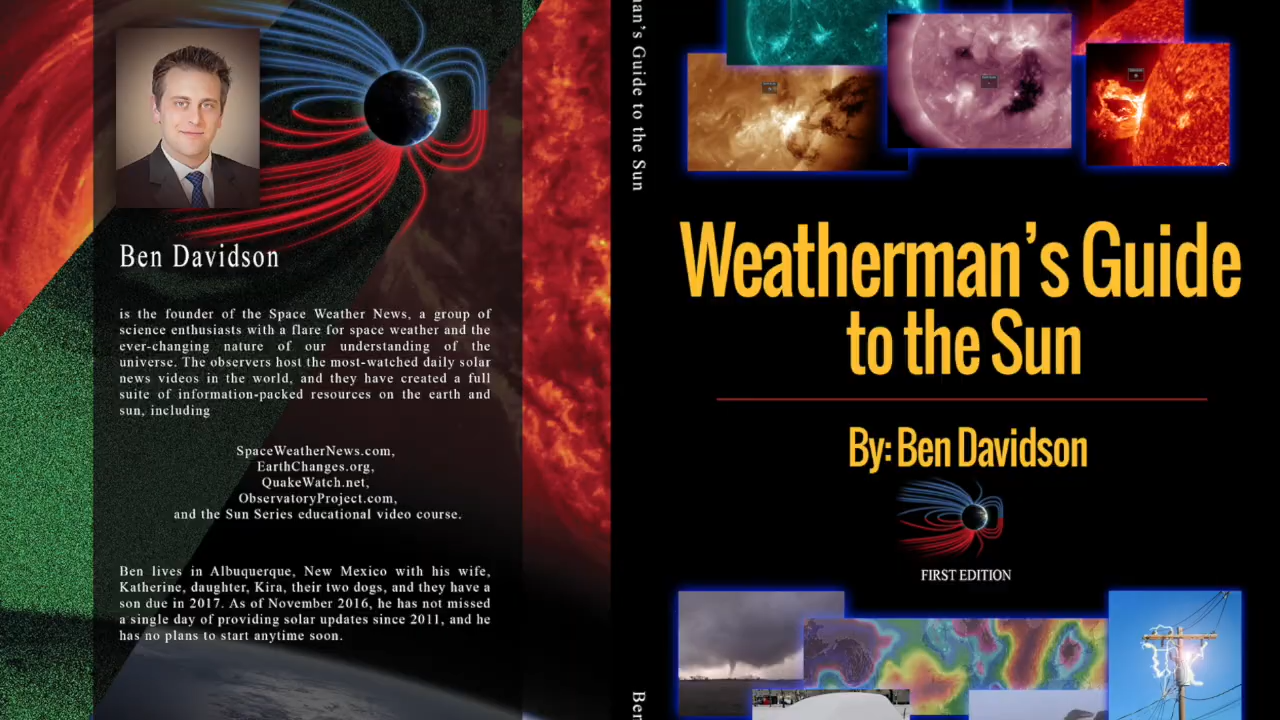 Ben Davidson
is the founder of the Space Weather News, a group of
science enthusiasts with a flare for space weather and the
ever-changing nature of our understanding of the
universe. The observers host the most-watched daily solar
news videos in the world, and they have created a full
suite of information-packed resources on the earth and
sun, including
SpaceWeatherNews.com,
EarthChanges.org,
QuakeWatch.net,
ObservatoryProject.com,
and the Sun Series educational video course.
Ben lives in Albuquerque, New Mexico with his wife,
Katherine, daughter, Kira, their two dogs, and they have a
son due in 2017. As of November 2016, he has not missed
a single day of providing solar updates since 2011, and he
has no plans to start anytime soon.
man's Guide to the Sun
Be
Weatherman's Guide
to the Sun
By: Ben Davidson
FIRST EDITION